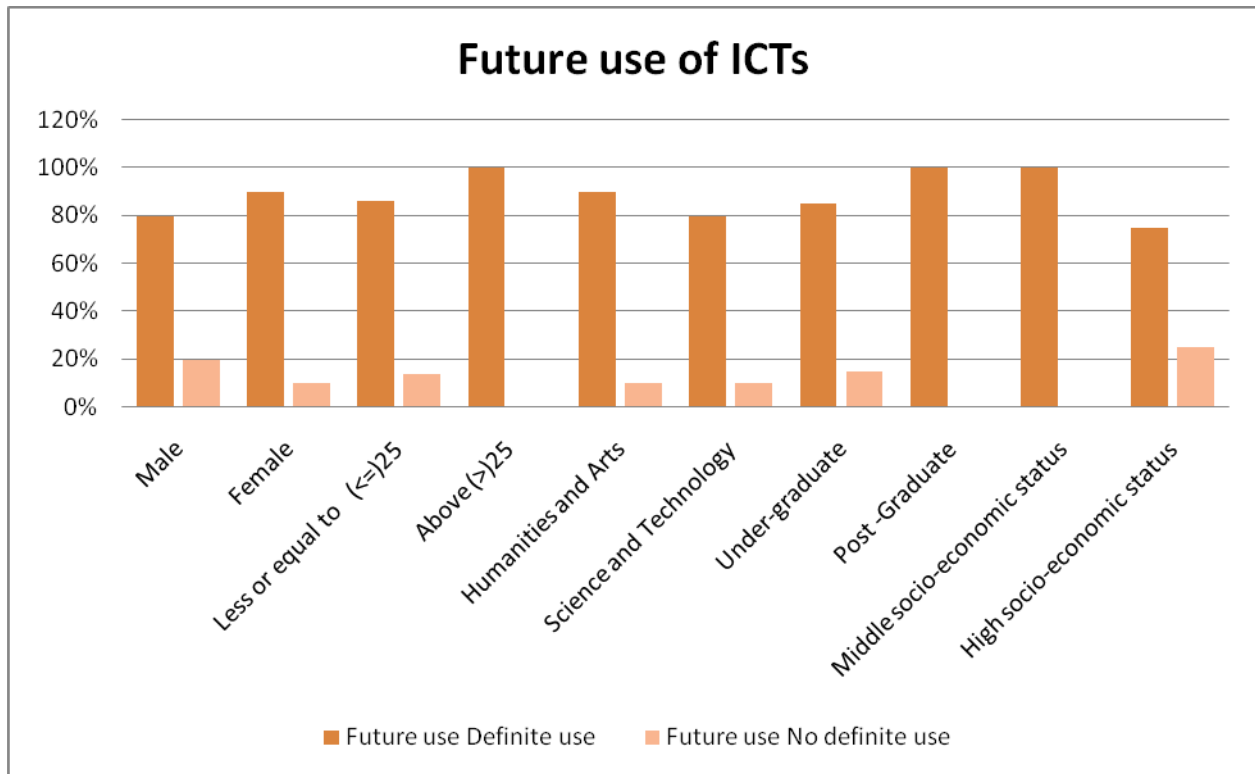 Future use of ICTs
120%
100%
80%
60%
40%
20%
0%
Male
Female
Less or equal to (<=)25
Above (>)25
Humanities and Arts
Science and Technology
Under-graduate
Post -Graduate
Middle socio-economic status
High socio-economic status
Future use Definite use
Future use No definite use